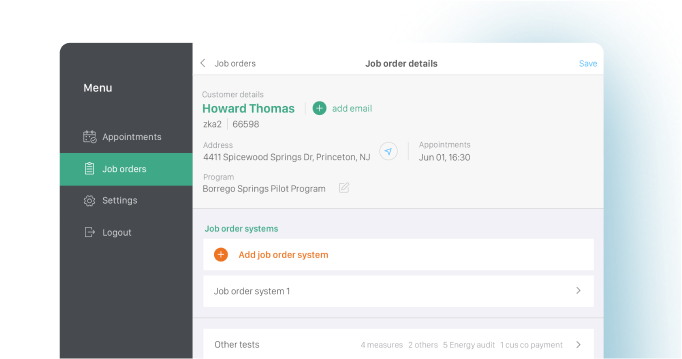 Job orders
Job order details
Save
Menu
Appointments
Job orders
Settings
Logout
Customer details
Howard Thomas
add email
zka2 66598
Address
4411 Spicewood Springs Dr, Princeton, NJ
Appointments
Jun 01, 16:30
Program
Borrego Springs Pilot Program
Job order systems
Add job order system
Job order system 1
Other tests
4 measures 2 others 5 Energy audit 1 cus co payment